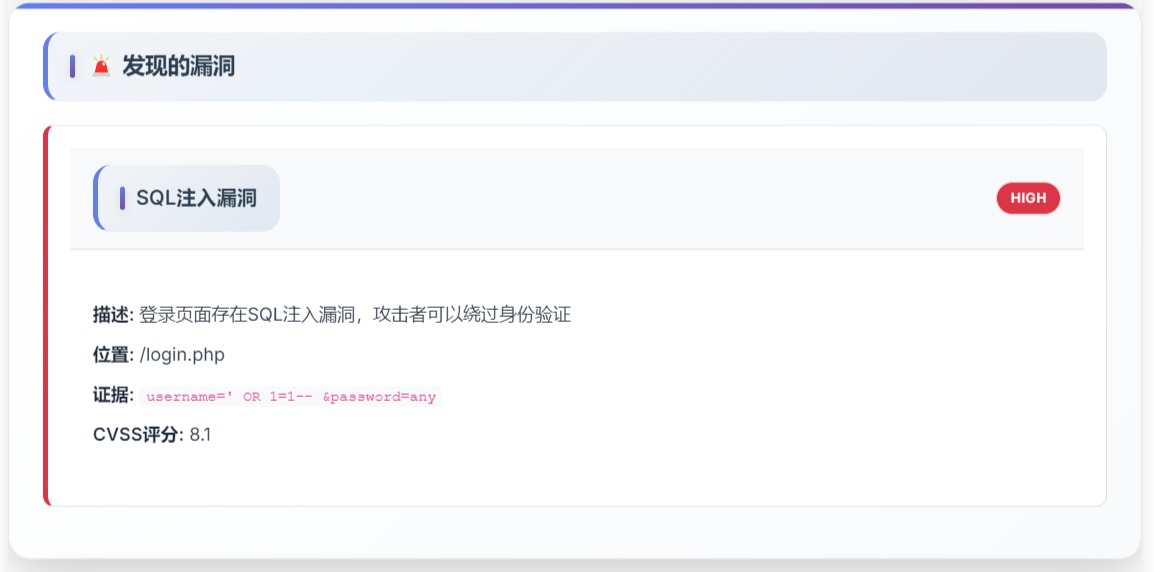 🚨 发现的漏洞
SQL注入漏洞
HIGH
描述: 登录页面存在SQL注入漏洞，攻击者可以绕过身份验证
位置: /login.php
证据: username=' OR 1=1-- &password=any
CVSS评分: 8.1